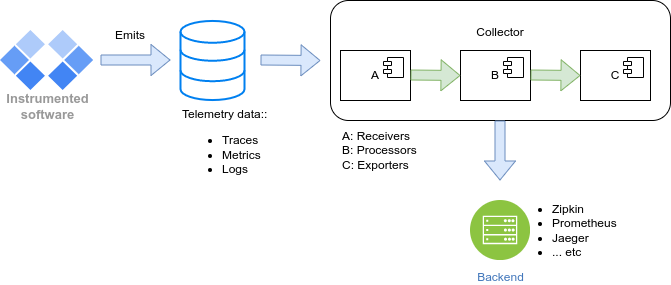 Emits
Instrumented
software
Telemetry data::
Traces
Metrics
Logs
Collector
A
B
C
A: Receivers
B: Processors
C: Exporters
Zipkin
Prometheus
Jaeger
... etc
Backend